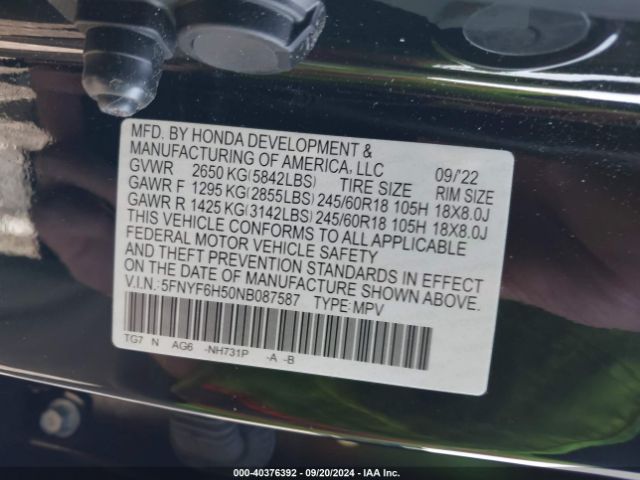 MFD. BY HONDA DEVELOPMENT &
MANUFACTURING OF AMERICA, LLC 09/'22
GVWR 2650 KG(5842LBS) TIRE SIZE RIM SIZE
GAWR F 1295 KG(2855LBS) 245/60R18 105H 18X8.0J
GAWR R 1425 KG(3142LBS) 245/60R18 105H 18X8.0J
THIS VEHICLE CONFORMS TO ALL APPLICABLE
FEDERAL MOTOR VEHICLE SAFETY
AND THEFT PREVENTION STANDARDS IN EFFECT
ON THE DATE OF MANUFACTURE SHOWN ABOVE.
V.I.N.:5FNYF6H50NB087587 TYPE:MPV
TG7 N AG6 -NH731P -A -B
000-40376392 - 09/20/2024 - IAA Inc.